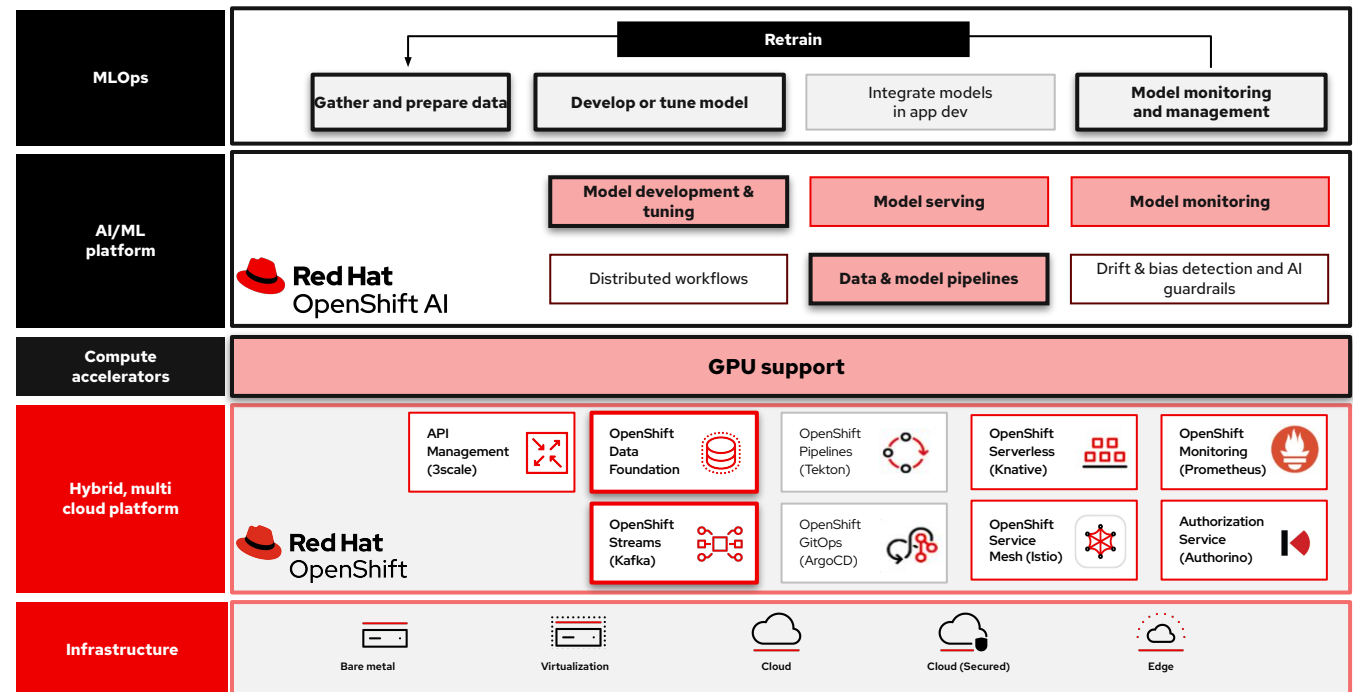 MLOps
Retrain
Gather and prepare data
Develop or tune model
Integrate models
in app dev
Model monitoring
and management
AI/ML
platform
Red Hat
OpenShift AI
Model development &
tuning
Model serving
Model monitoring
Distributed workflows
Data & model pipelines
Drift & bias detection and AI
guardrails
Compute
accelerators
GPU support
Hybrid, multi
cloud platform
Red Hat
OpenShift
API
Management
(3scale)
OpenShift
Data
Foundation
OpenShift
Pipelines
(Tekton)
OpenShift
Serverless
(Knative)
OpenShift
Monitoring
(Prometheus)
OpenShift
Streams
(Kafka)
OpenShift
GitOps
(ArgoCD)
OpenShift
Service
Mesh (Istio)
Authorization
Service
(Authorino)
Infrastructure
Bare metal
Virtualization
Cloud
Cloud (Secured)
Edge